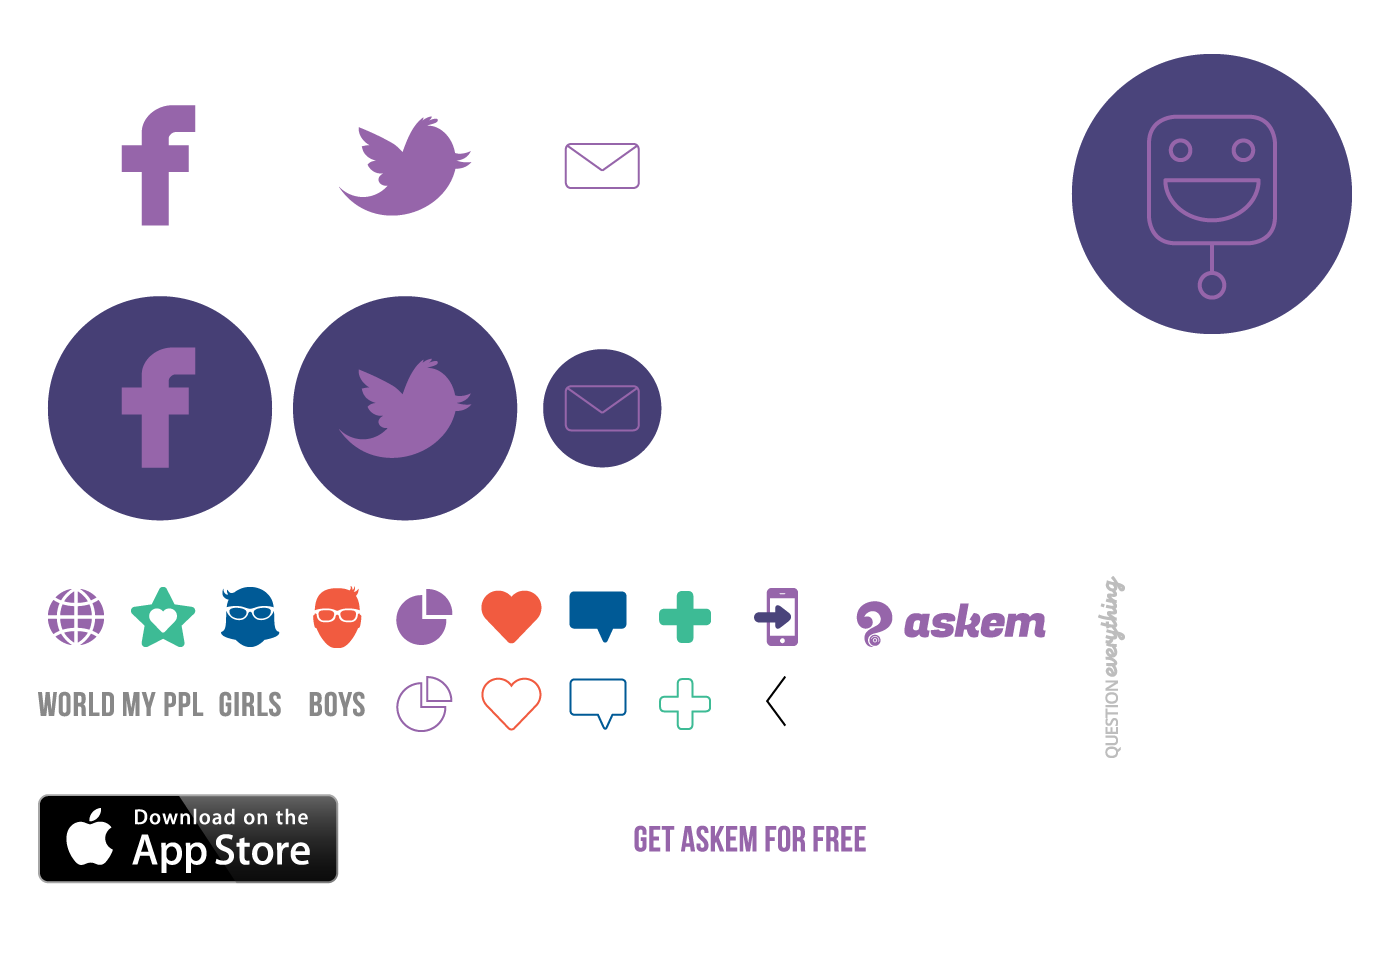 askem
QUESTION everything
WORLD MY PPL GIRLS BOYS
Download on the
App Store
GET ASKEM FOR FREE